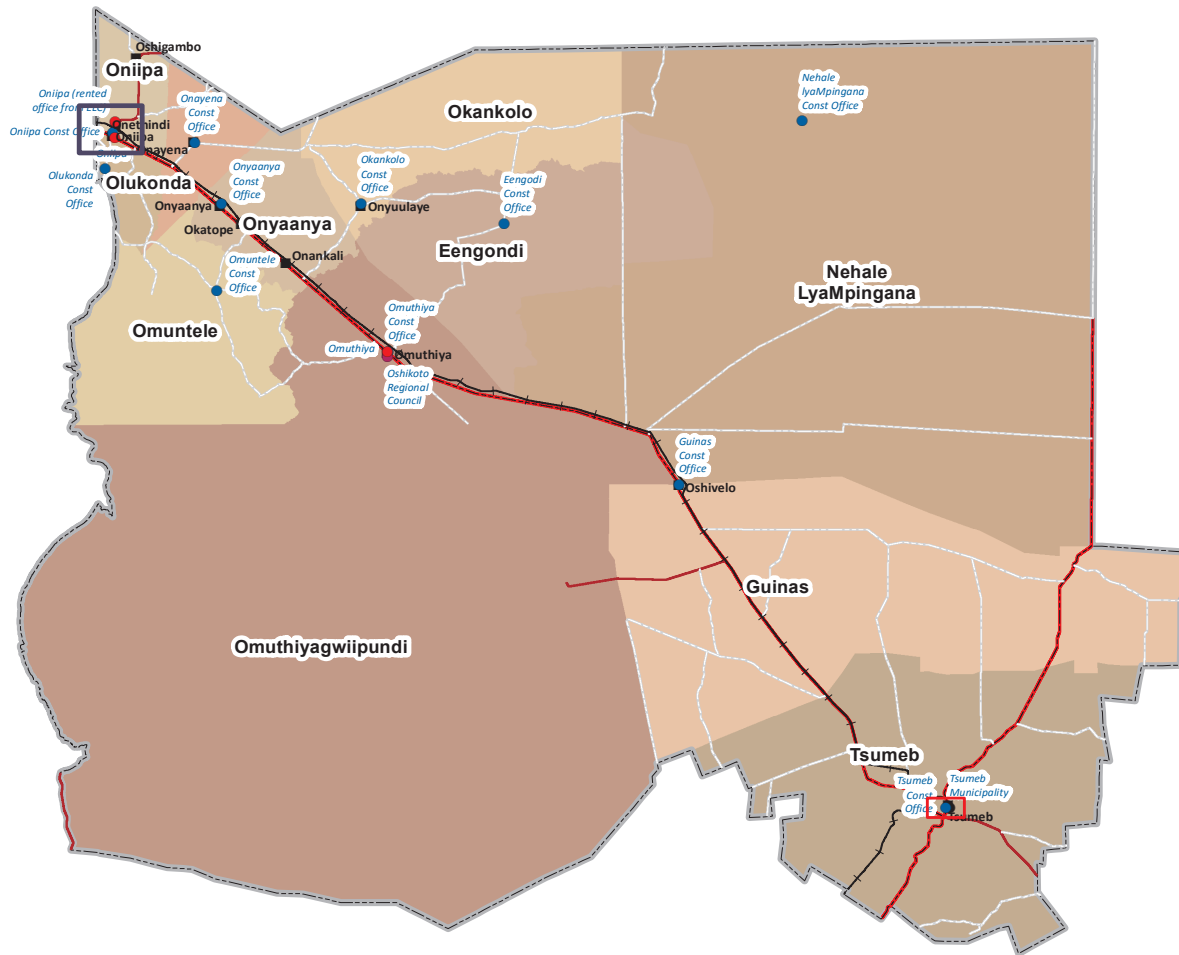 Oshigambo
Oniipa
Oniipa (rented
office from ELC)
Onethindi
Oniipa Const Office
Oniipa
Onayena
Const
Office
Oniipa
Olukonda
Olukonda
Const
Office
Onyaanya
Const
Office
Onyaanya
Okatope
Onyaanya
Okankolo
Okankolo
Const
Office
Onyuulaye
Eengodi
Const
Office
Eengondi
Nehale
lyaMpingana
Const Office
Nehale
LyaMpingana
Onankali
Omuntele
Const
Office
Omuntele
Omuthiya
Const
Office
Omuthiya
Omuthiya
Oshikoto
Regional
Council
Guinas
Const
Office
Oshivelo
Guinas
Omuthiyagwiipundi
Tsumeb
Tsumeb
Const
Office
Tsumeb
Municipality
Tsumeb